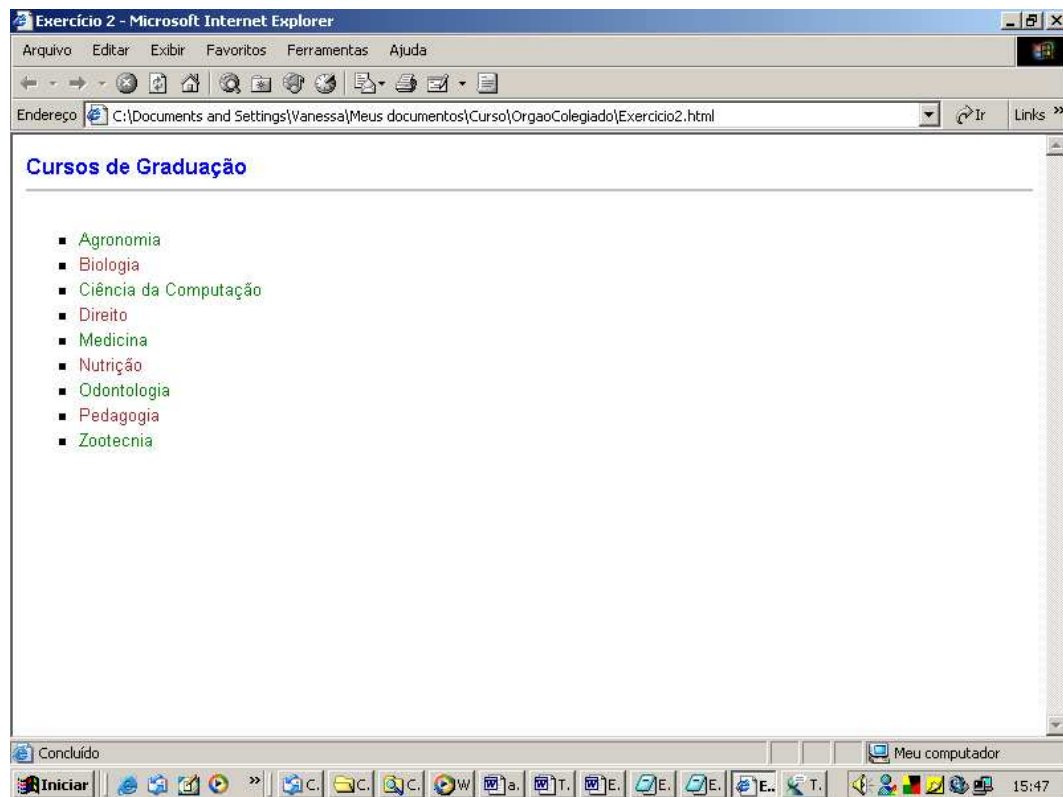 Exercício 2 - Microsoft Internet Explorer
Arquivo Editar Exibir Favoritos Ferramentas Ajuda
Endereço C:\Documents and Settings\Vanessa\Meus documentos\Curso\OrgaoColegiado\Exercicio2.html Ir Links »
Cursos de Graduação
Agronomia
Biologia
Ciência da Computação
Direito
Medicina
Nutrição
Odontologia
Pedagogia
Zootecnia
Concluído Meu computador
Iniciar » C. C. C. W a. T. E. E. E. E.. T. 15:47